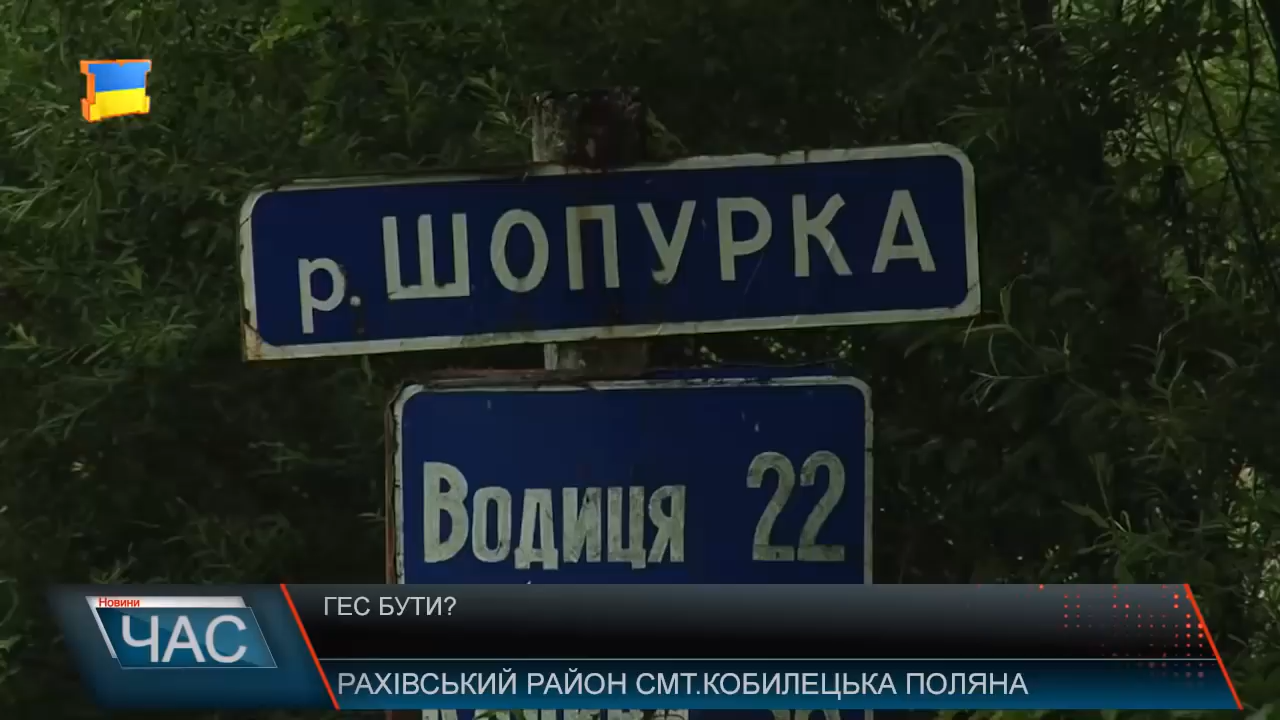 р. ШОПУРКА
Водиця 22
ГЕС БУТИ?
Новини
ЧАС
РАХІВСЬКИЙ РАЙОН СМТ.КОБИЛЕЦЬКА ПОЛЯНА